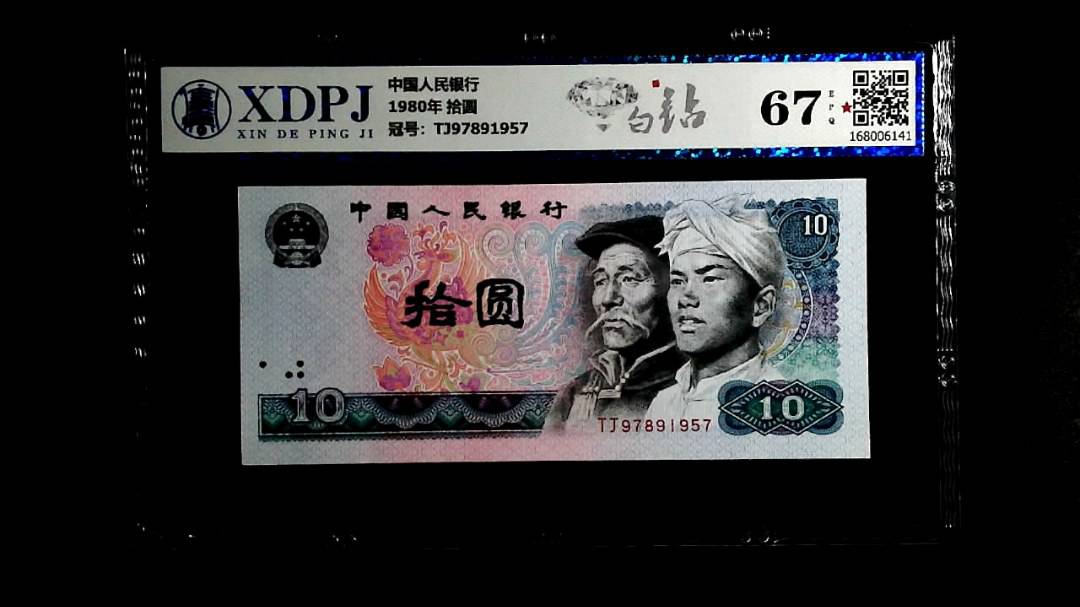 XDPJ
XIN DE PING JI
中国人民银行
1980年 拾圆
冠号：TJ97891957
白钻
67
EPQ
168006141
中国人民银行
10
拾圆
10
TJ97891957
10